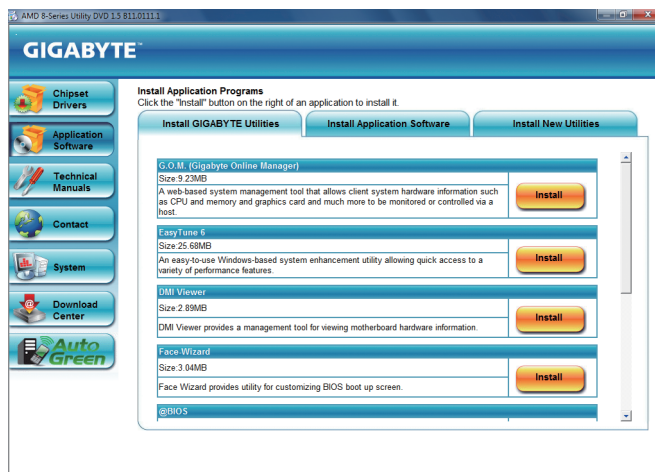 AMD 8-Series Utility DVD 1.5 B11.0111.1
GIGABYTE™
Chipset
Drivers
Application
Software
Technical
Manuals
Contact
System
Download
Center
Auto
Green
Install Application Programs
Click the "Install" button on the right of an application to install it.
Install GIGABYTE Utilities
Install Application Software
Install New Utilities
G.O.M. (Gigabyte Online Manager)
Size:9.23MB
A web-based system management tool that allows client system hardware information such
as CPU and memory and graphics card and much more to be monitored or controlled via a
host.
Install
EasyTune 6
Size:25.68MB
An easy-to-use Windows-based system enhancement utility allowing quick access to a
variety of performance features.
Install
DMI Viewer
Size:2.89MB
DMI Viewer provides a management tool for viewing motherboard hardware information.
Install
Face-Wizard
Size:3.04MB
Face Wizard provides utility for customizing BIOS boot up screen.
Install
@BIOS